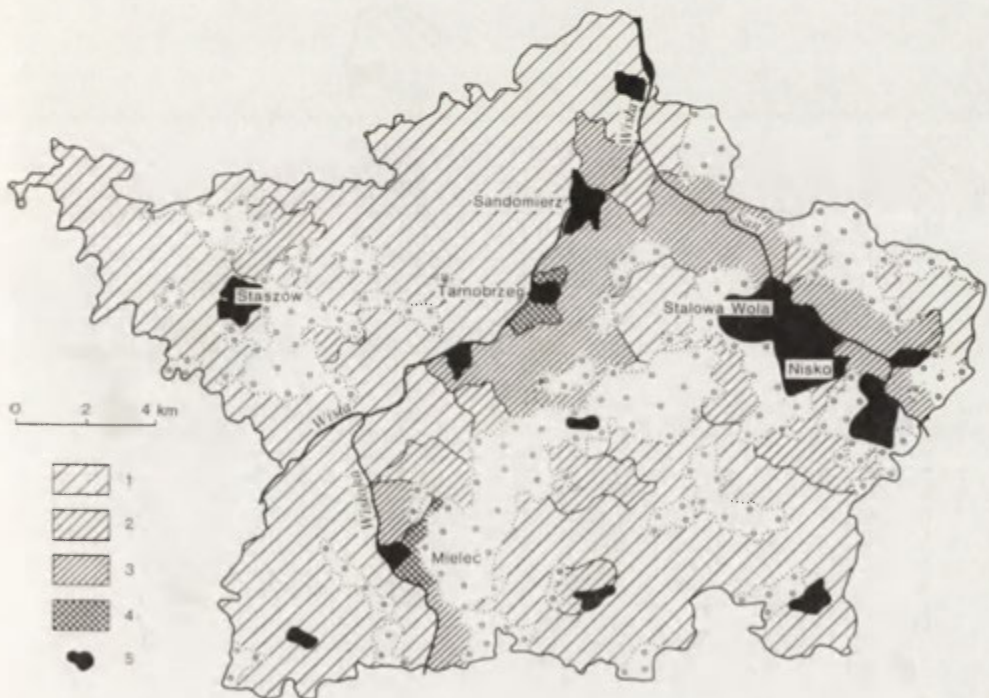 Wisła
Sandomierz
San
Tarnobrzeg
Staszów
Stalowa Wola
Nisko
0 2 4 km
Wisła
Wisłoka
Mielec
1
2
3
4
5